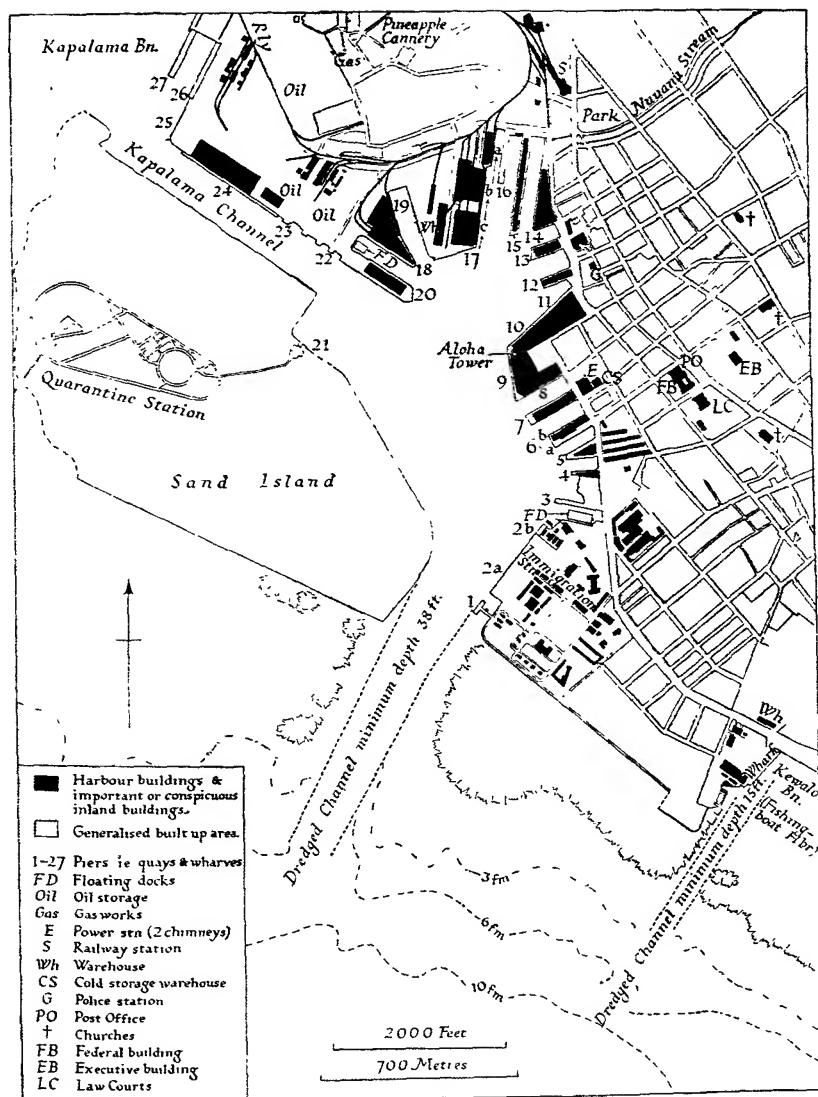 Kapalama Bn.
Rly
Pineapple
Cannery
Gas
Oil
S
Park
Nuuanu Stream
27
26
25
24
Kapalama Channel
Oil
Oil
23
22
FD
20
19
18
Wh
17
a
b
c
16
15
14
13
12
G
11
10
Aloha
Tower
9
8
E
CS
PO
FB
EB
LC
†
†
†
7
b
6
a
5
4
3
FD
2b
2a
1
Immigration
Stn
21
Quarantine Station
Sand Island
Dredged Channel minimum depth 38 ft.
Wh
Wharf
Kewalo
Bn.
(Fishing-
boat Hbr.)
Dredged Channel minimum depth 15ft.
3 fm
6 fm
10 fm
Harbour buildings &
important or conspicuous
inland buildings.
Generalised built up area.
1-27 Piers ie quays & wharves
FD Floating docks
Oil Oil storage
Gas Gas works
E Power stn (2 chimneys)
S Railway station
Wh Warehouse
CS Cold storage warehouse
G Police station
PO Post Office
† Churches
FB Federal building
EB Executive building
LC Law Courts
2000 Feet
700 Metres